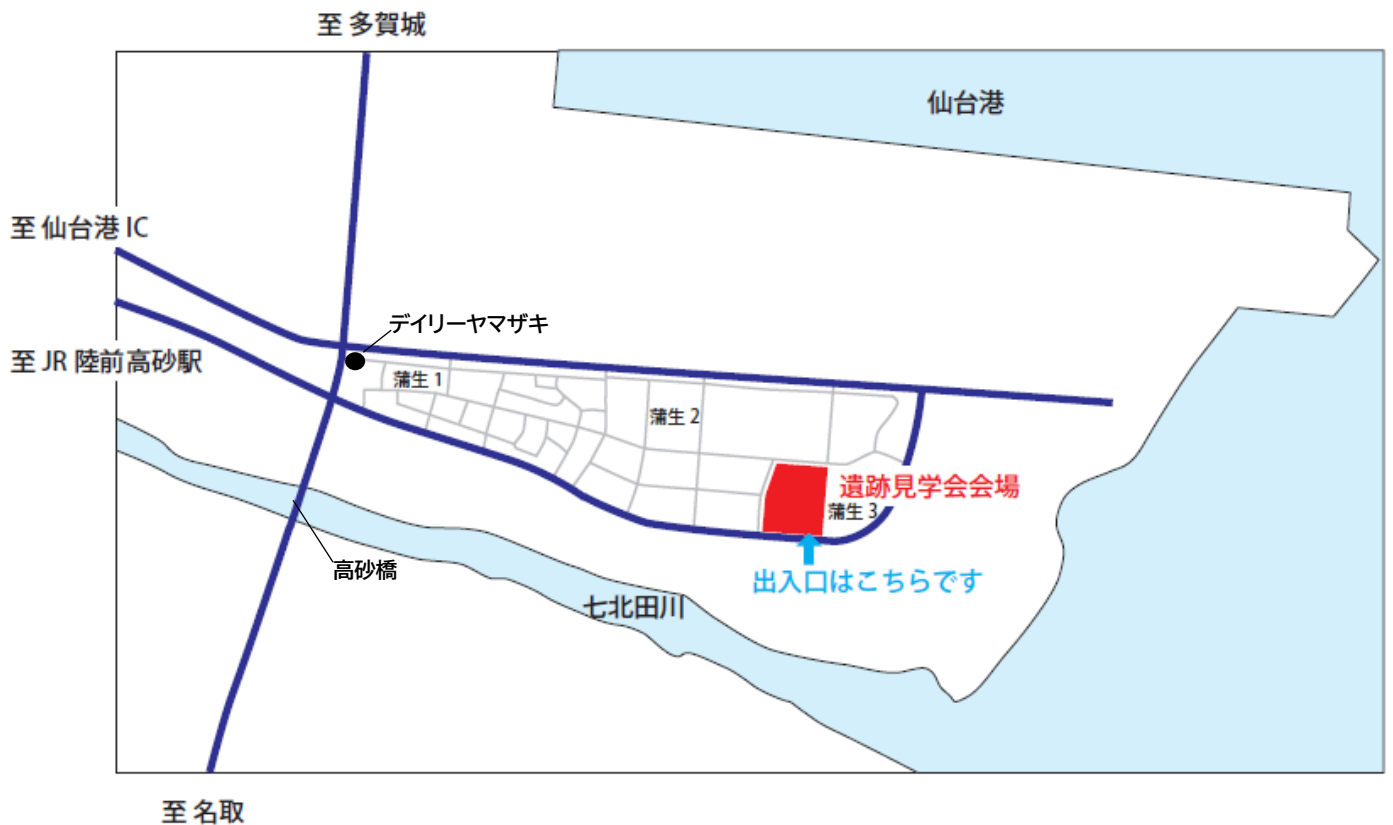 至 多賀城
仙台港
至 仙台港 IC
デイリーヤマザキ
至 JR 陸前高砂駅
蒲生 1
蒲生 2
遺跡見学会会場
蒲生 3
高砂橋
出入口はこちらです
七北田川
至 名取